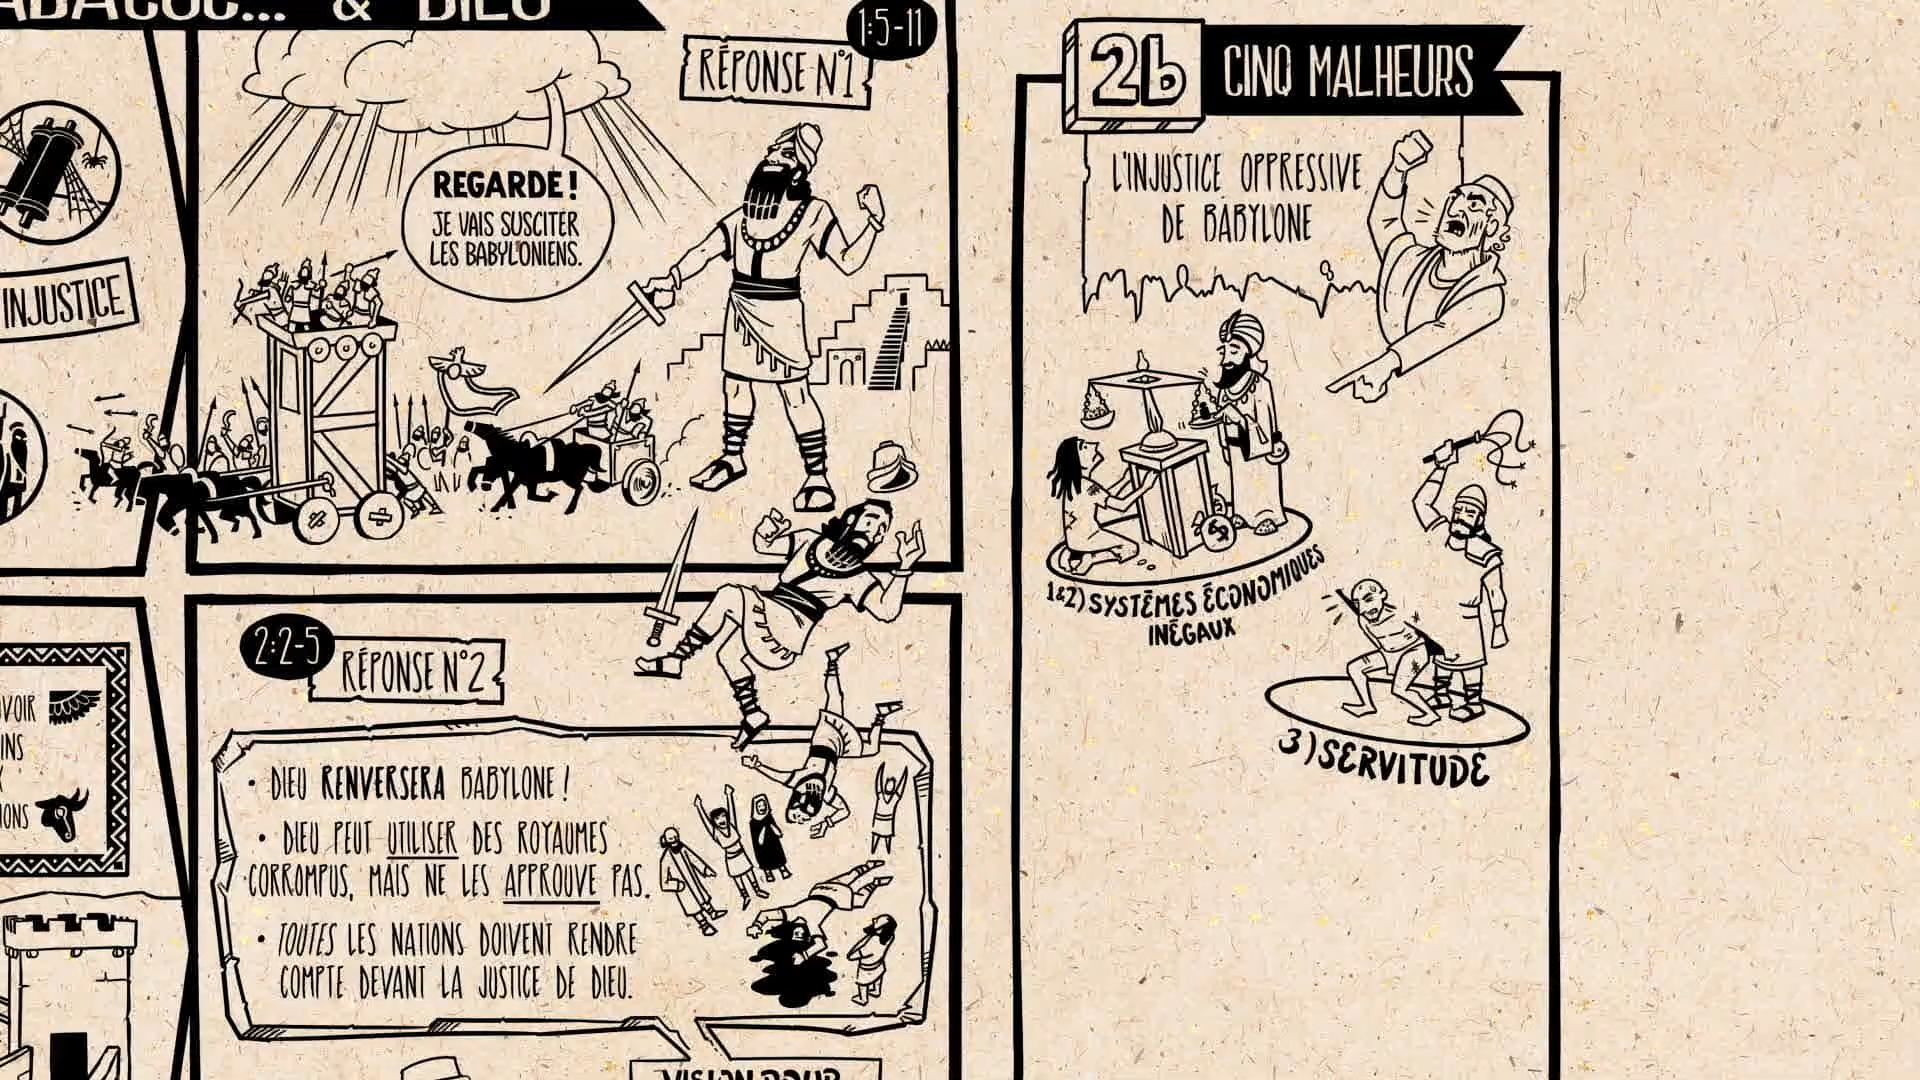 & DIEU
1:5-11
RÉPONSE N°1
REGARDE !
JE VAIS SUSCITER
LES BABYLONIENS.
INJUSTICE
2:2-5
RÉPONSE N°2
• DIEU RENVERSERA BABYLONE !
• DIEU PEUT UTILISER DES ROYAUMES
CORROMPUS, MAIS NE LES APPROUVE PAS.
• TOUTES LES NATIONS DOIVENT RENDRE
COMPTE DEVANT LA JUSTICE DE DIEU.
VISION POUR
2b
CINQ MALHEURS
L'INJUSTICE OPPRESSIVE
DE BABYLONE
1&2) SYSTÈMES ÉCONOMIQUES
INÉGAUX
3) SERVITUDE